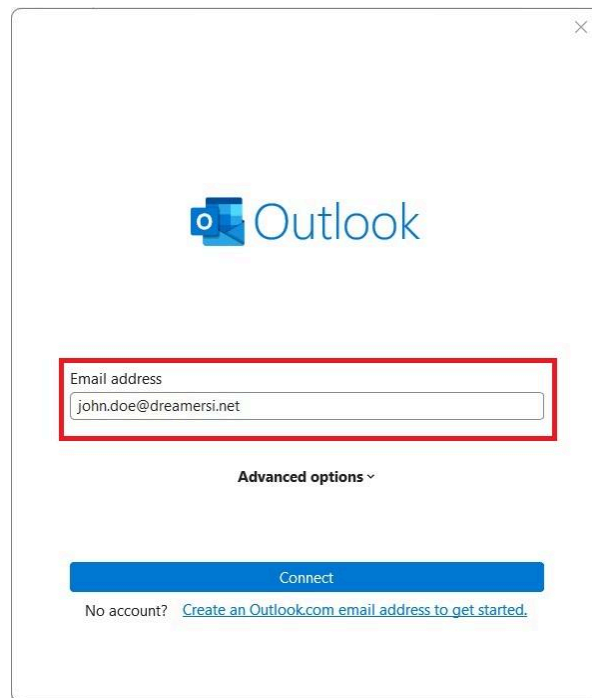 Outlook
Email address
john.doe@dreamersi.net
Advanced options
Connect
No account? Create an Outlook.com email address to get started.